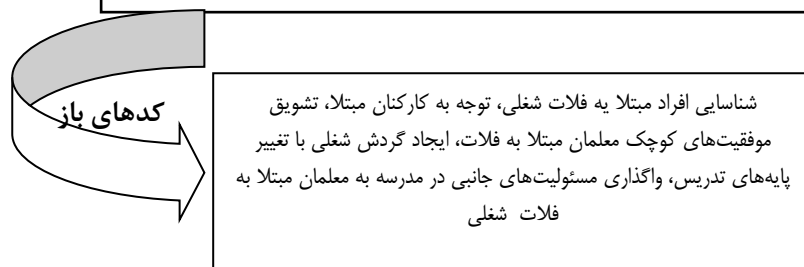 کدهای باز
شناسایی افراد مبتلا یه فلات شغلی، توجه به کارکنان مبتلا، تشویق
موفقیت‌های کوچک معلمان مبتلا به فلات، ایجاد گردش شغلی با تغییر
پایه‌های تدریس، واگذاری مسئولیت‌های جانبی در مدرسه به معلمان مبتلا به
فلات شغلی